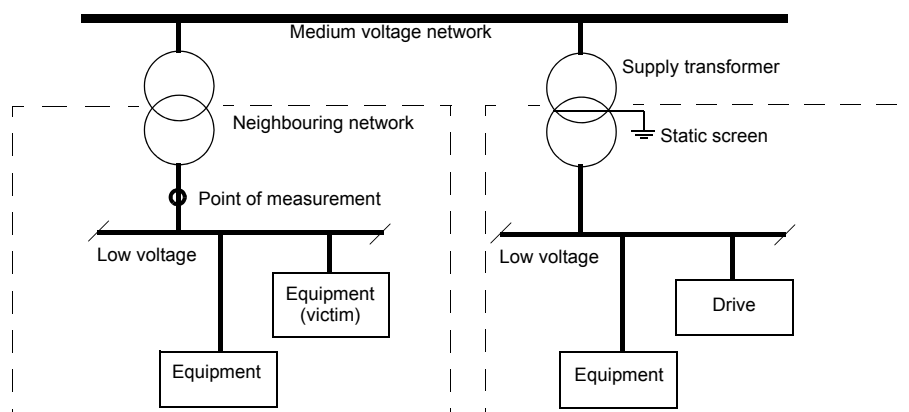 Medium voltage network
Supply transformer
Neighbouring network
Static screen
Point of measurement
Low voltage
Low voltage
Equipment
(victim)
Drive
Equipment
Equipment